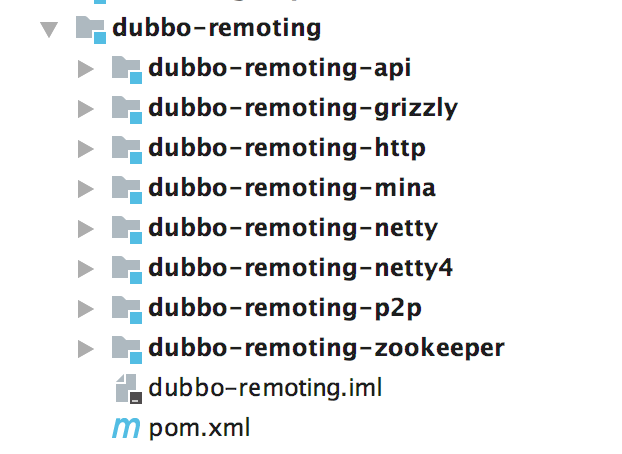 dubbo-remoting
dubbo-remoting-api
dubbo-remoting-grizzly
dubbo-remoting-http
dubbo-remoting-mina
dubbo-remoting-netty
dubbo-remoting-netty4
dubbo-remoting-p2p
dubbo-remoting-zookeeper
dubbo-remoting.iml
pom.xml